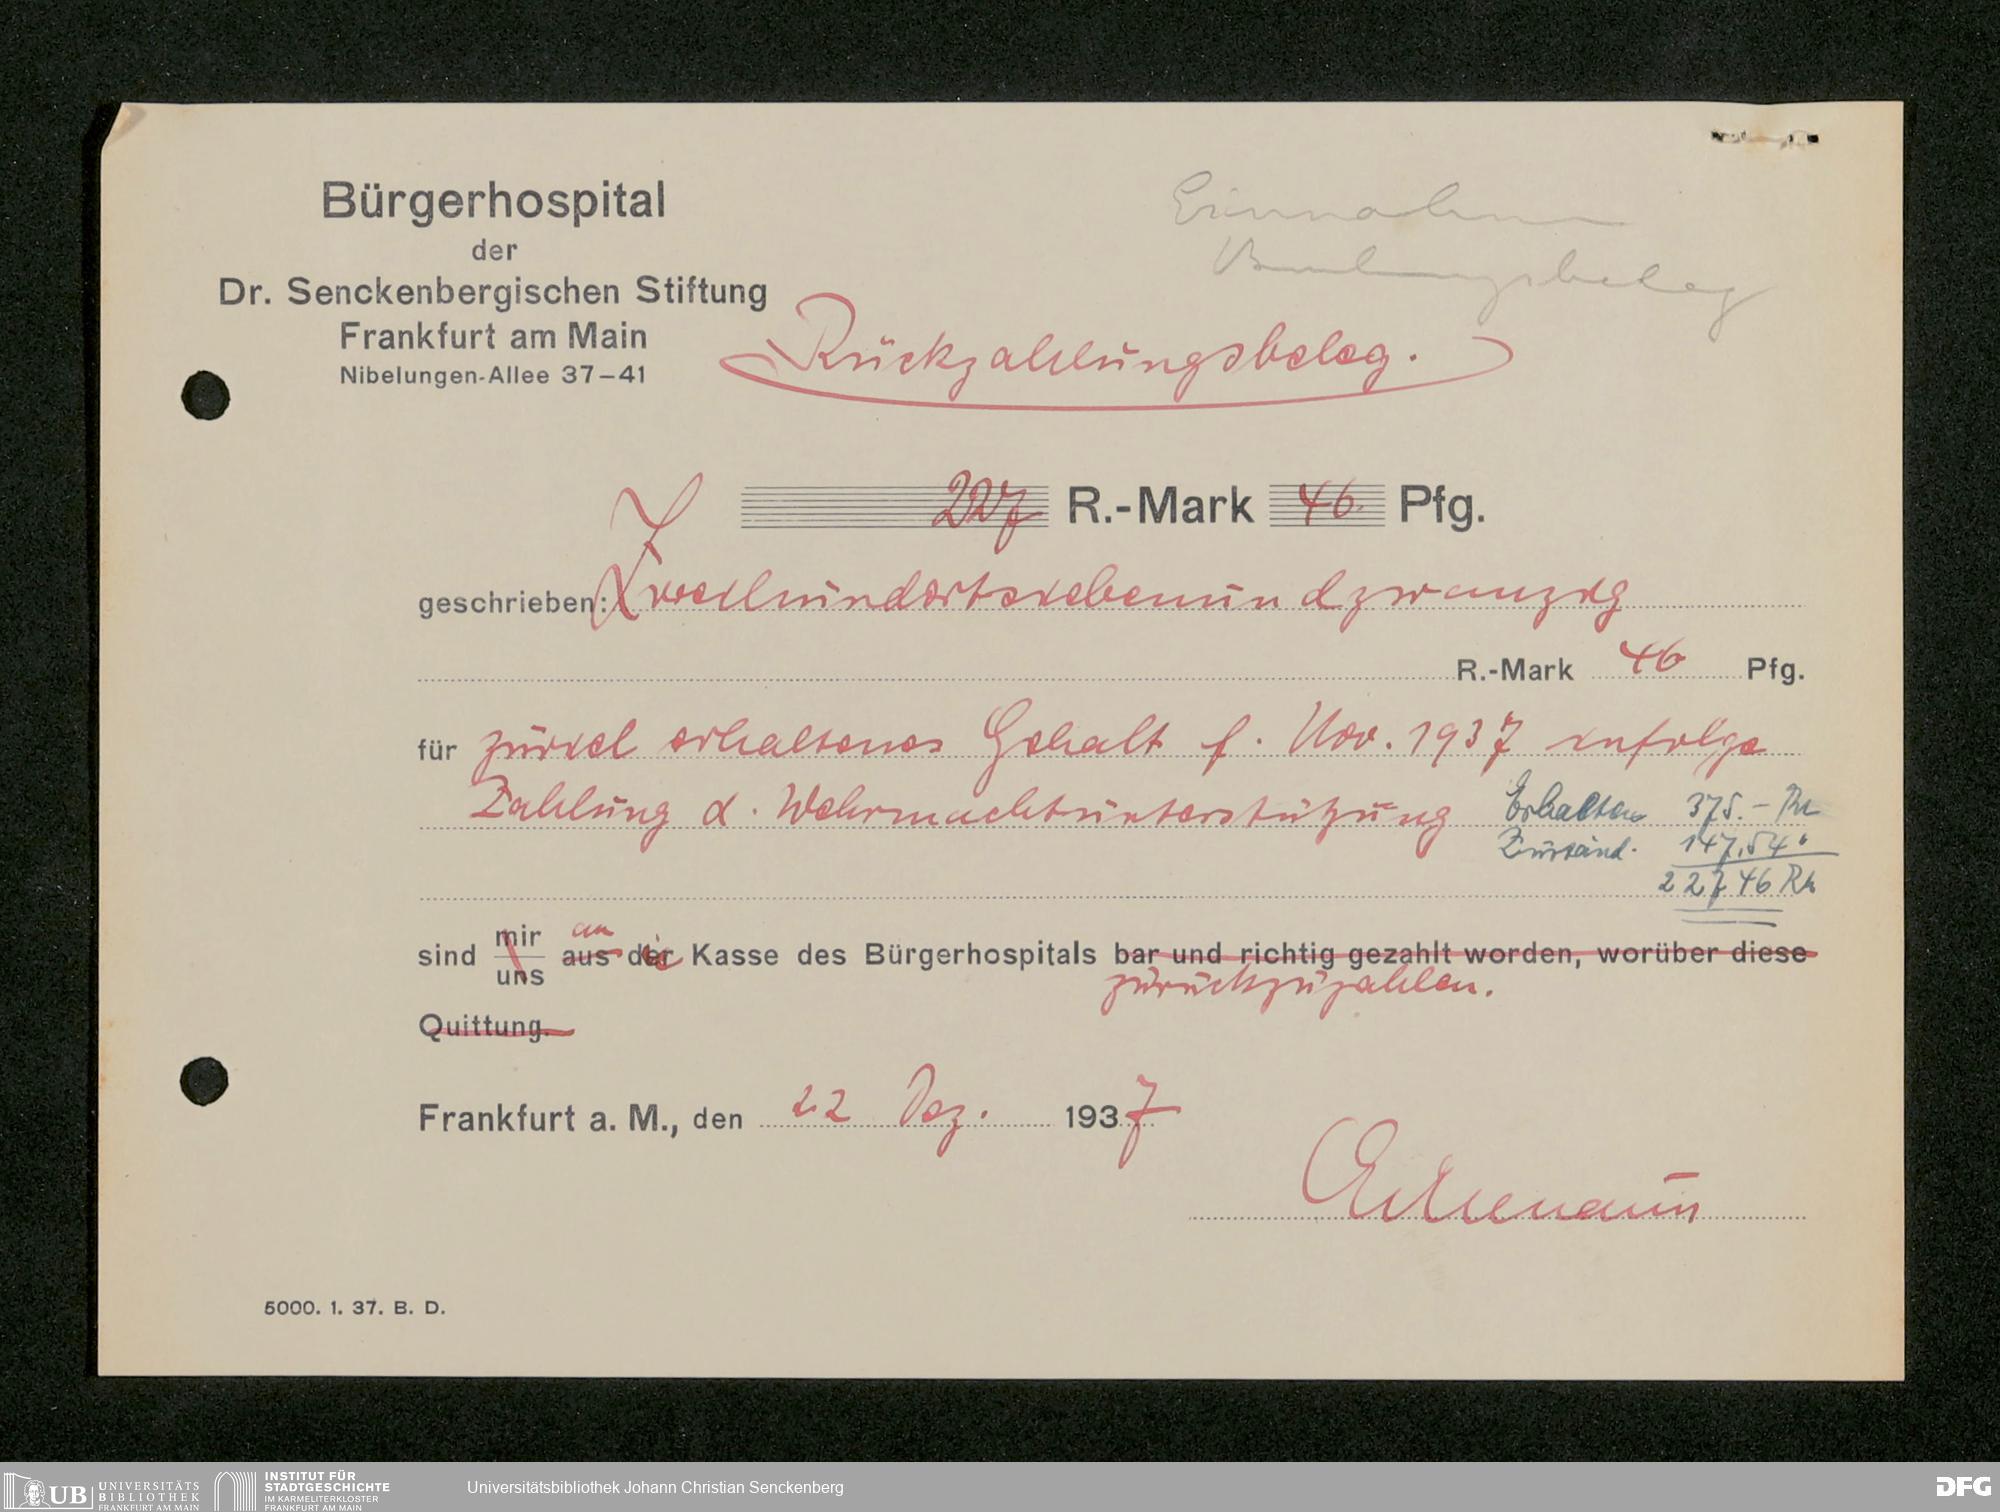 Bürgerhospital
der
Dr. Senckenbergischen Stiftung
Frankfurt am Main
Nibelungen-Allee 37–41
Einnahme
Buchungsbeleg
Rückzahlungsbeleg.
227 R.-Mark 46. Pfg.
geschrieben: Zweihundertsiebenundzwanzig
R.-Mark 46 Pfg.
für zuviel erhaltenes Gehalt f. Nov. 1937 infolge
Zahlung d. Wehrmachtsunterstützung Erhalten 375.– RM
Zuständ. 147,54 "
227,46 RM
sind mir/uns aus der Kasse des Bürgerhospitals bar und richtig gezahlt worden, worüber diese
an die
zurückzuzahlen.
Quittung.
Frankfurt a. M., den 22 Dez. 1937
5000. 1. 37. B. D.
UB UNIVERSITÄTS BIBLIOTHEK FRANKFURT AM MAIN
INSTITUT FÜR STADTGESCHICHTE IM KARMELITERKLOSTER FRANKFURT AM MAIN
Universitätsbibliothek Johann Christian Senckenberg
DFG